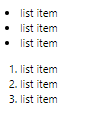 • list item
• list item
• list item
1. list item
2. list item
3. list item